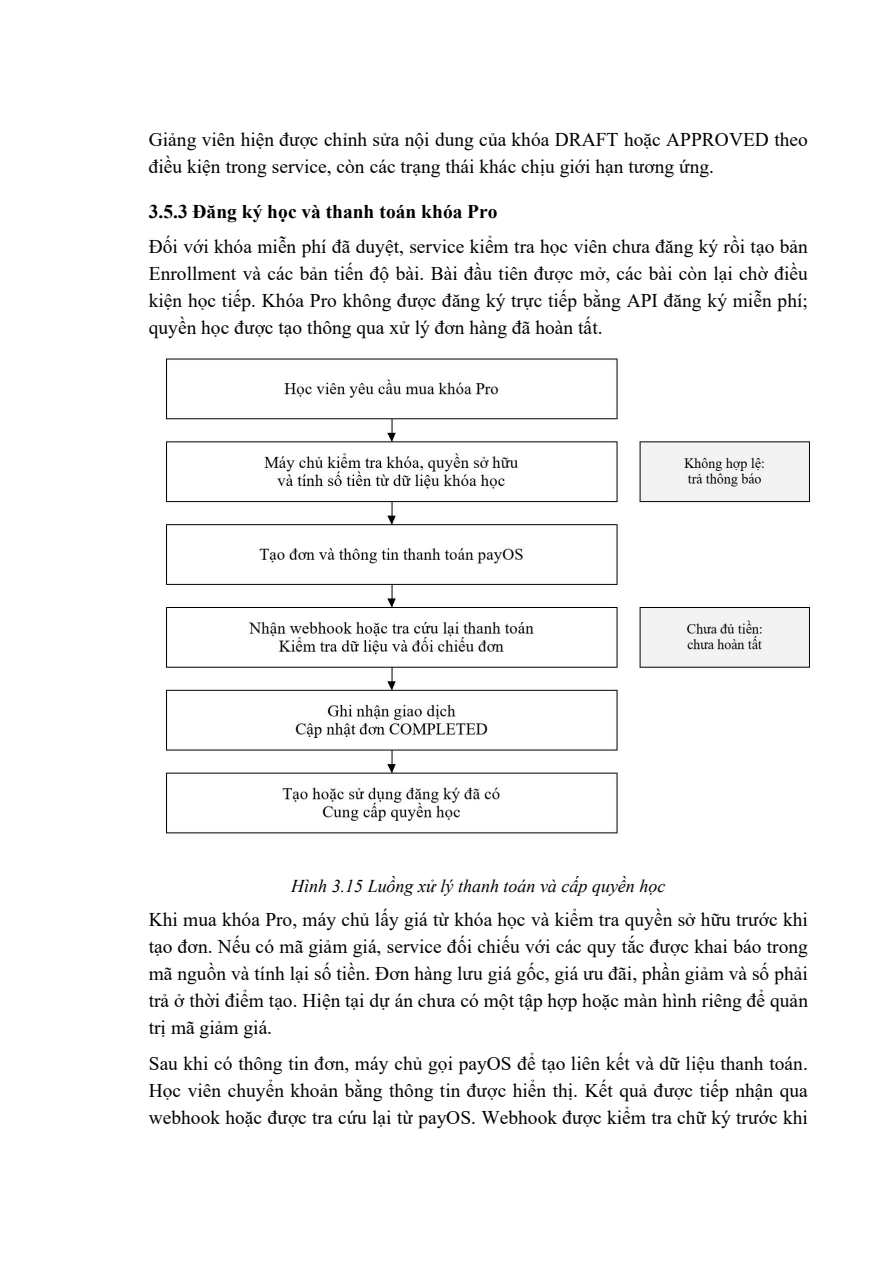 Giảng viên hiện được chỉnh sửa nội dung của khóa DRAFT hoặc APPROVED theo
điều kiện trong service, còn các trạng thái khác chịu giới hạn tương ứng.
3.5.3 Đăng ký học và thanh toán khóa Pro
Đối với khóa miễn phí đã duyệt, service kiểm tra học viên chưa đăng ký rồi tạo bản
Enrollment và các bản tiến độ bài. Bài đầu tiên được mở, các bài còn lại chờ điều
kiện học tiếp. Khóa Pro không được đăng ký trực tiếp bằng API đăng ký miễn phí;
quyền học được tạo thông qua xử lý đơn hàng đã hoàn tất.
Học viên yêu cầu mua khóa Pro
Máy chủ kiểm tra khóa, quyền sở hữu
và tính số tiền từ dữ liệu khóa học
Không hợp lệ:
trả thông báo
Tạo đơn và thông tin thanh toán payOS
Nhận webhook hoặc tra cứu lại thanh toán
Kiểm tra dữ liệu và đối chiếu đơn
Chưa đủ tiền:
chưa hoàn tất
Ghi nhận giao dịch
Cập nhật đơn COMPLETED
Tạo hoặc sử dụng đăng ký đã có
Cung cấp quyền học
Hình 3.15 Luồng xử lý thanh toán và cấp quyền học
Khi mua khóa Pro, máy chủ lấy giá từ khóa học và kiểm tra quyền sở hữu trước khi
tạo đơn. Nếu có mã giảm giá, service đối chiếu với các quy tắc được khai báo trong
mã nguồn và tính lại số tiền. Đơn hàng lưu giá gốc, giá ưu đãi, phần giảm và số phải
trả ở thời điểm tạo. Hiện tại dự án chưa có một tập hợp hoặc màn hình riêng để quản
trị mã giảm giá.
Sau khi có thông tin đơn, máy chủ gọi payOS để tạo liên kết và dữ liệu thanh toán.
Học viên chuyển khoản bằng thông tin được hiển thị. Kết quả được tiếp nhận qua
webhook hoặc được tra cứu lại từ payOS. Webhook được kiểm tra chữ ký trước khi